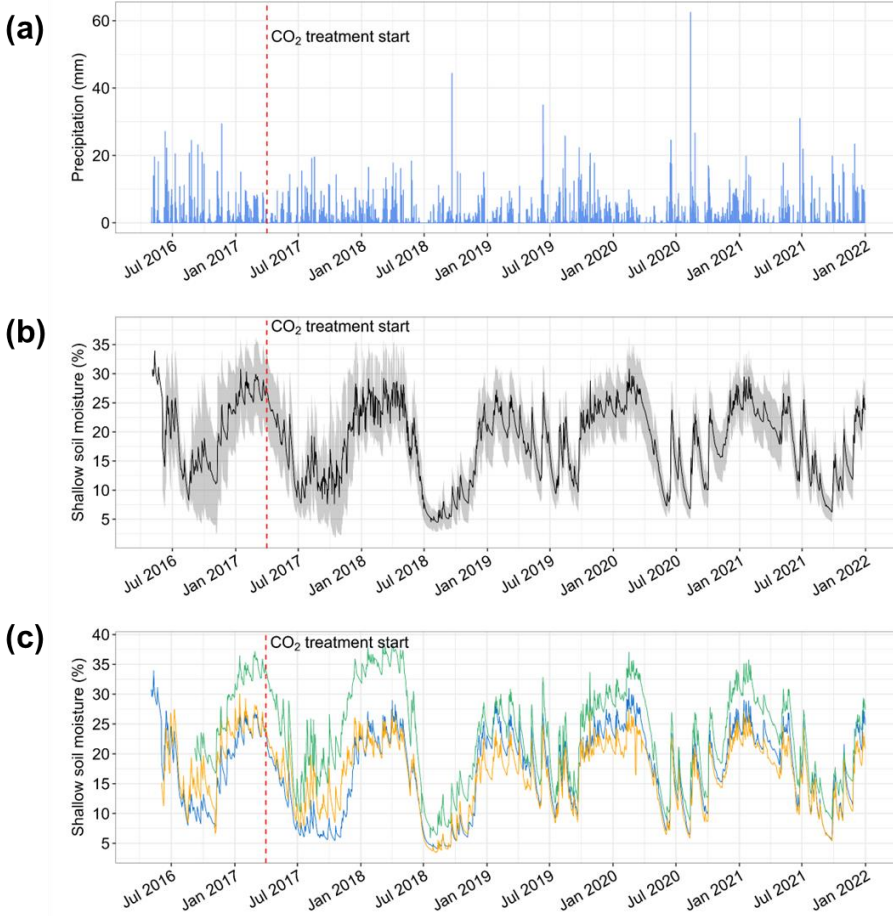 (a)
Precipitation (mm)
60
40
20
0
CO₂ treatment start
Jul 2016
Jan 2017
Jul 2017
Jan 2018
Jul 2018
Jan 2019
Jul 2019
Jan 2020
Jul 2020
Jan 2021
Jul 2021
Jan 2022
(b)
Shallow soil moisture (%)
35
30
25
20
15
10
5
CO₂ treatment start
Jul 2016
Jan 2017
Jul 2017
Jan 2018
Jul 2018
Jan 2019
Jul 2019
Jan 2020
Jul 2020
Jan 2021
Jul 2021
Jan 2022
(c)
Shallow soil moisture (%)
40
35
30
25
20
15
10
5
CO₂ treatment start
Jul 2016
Jan 2017
Jul 2017
Jan 2018
Jul 2018
Jan 2019
Jul 2019
Jan 2020
Jul 2020
Jan 2021
Jul 2021
Jan 2022